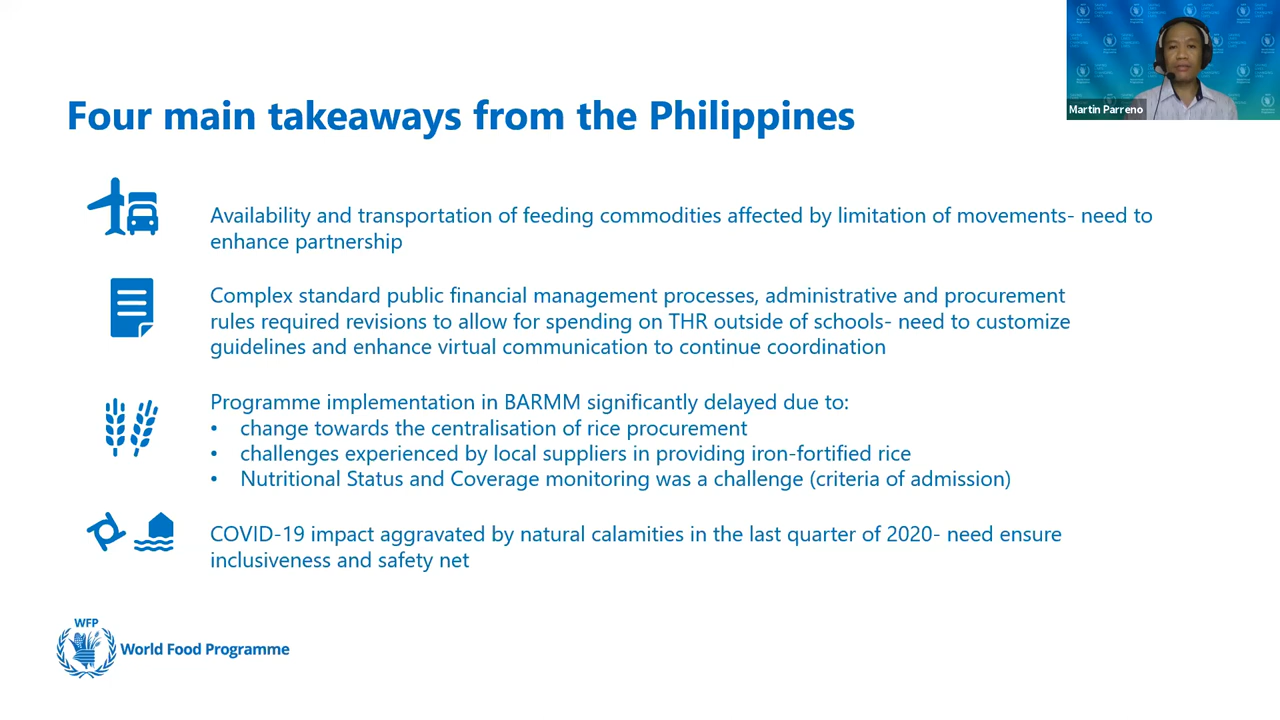 Martin Parreno
Four main takeaways from the Philippines
Availability and transportation of feeding commodities affected by limitation of movements- need to
enhance partnership
Complex standard public financial management processes, administrative and procurement
rules required revisions to allow for spending on THR outside of schools- need to customize
guidelines and enhance virtual communication to continue coordination
Programme implementation in BARMM significantly delayed due to:
• change towards the centralisation of rice procurement
• challenges experienced by local suppliers in providing iron-fortified rice
• Nutritional Status and Coverage monitoring was a challenge (criteria of admission)
COVID-19 impact aggravated by natural calamities in the last quarter of 2020- need ensure
inclusiveness and safety net
WFP
World Food Programme